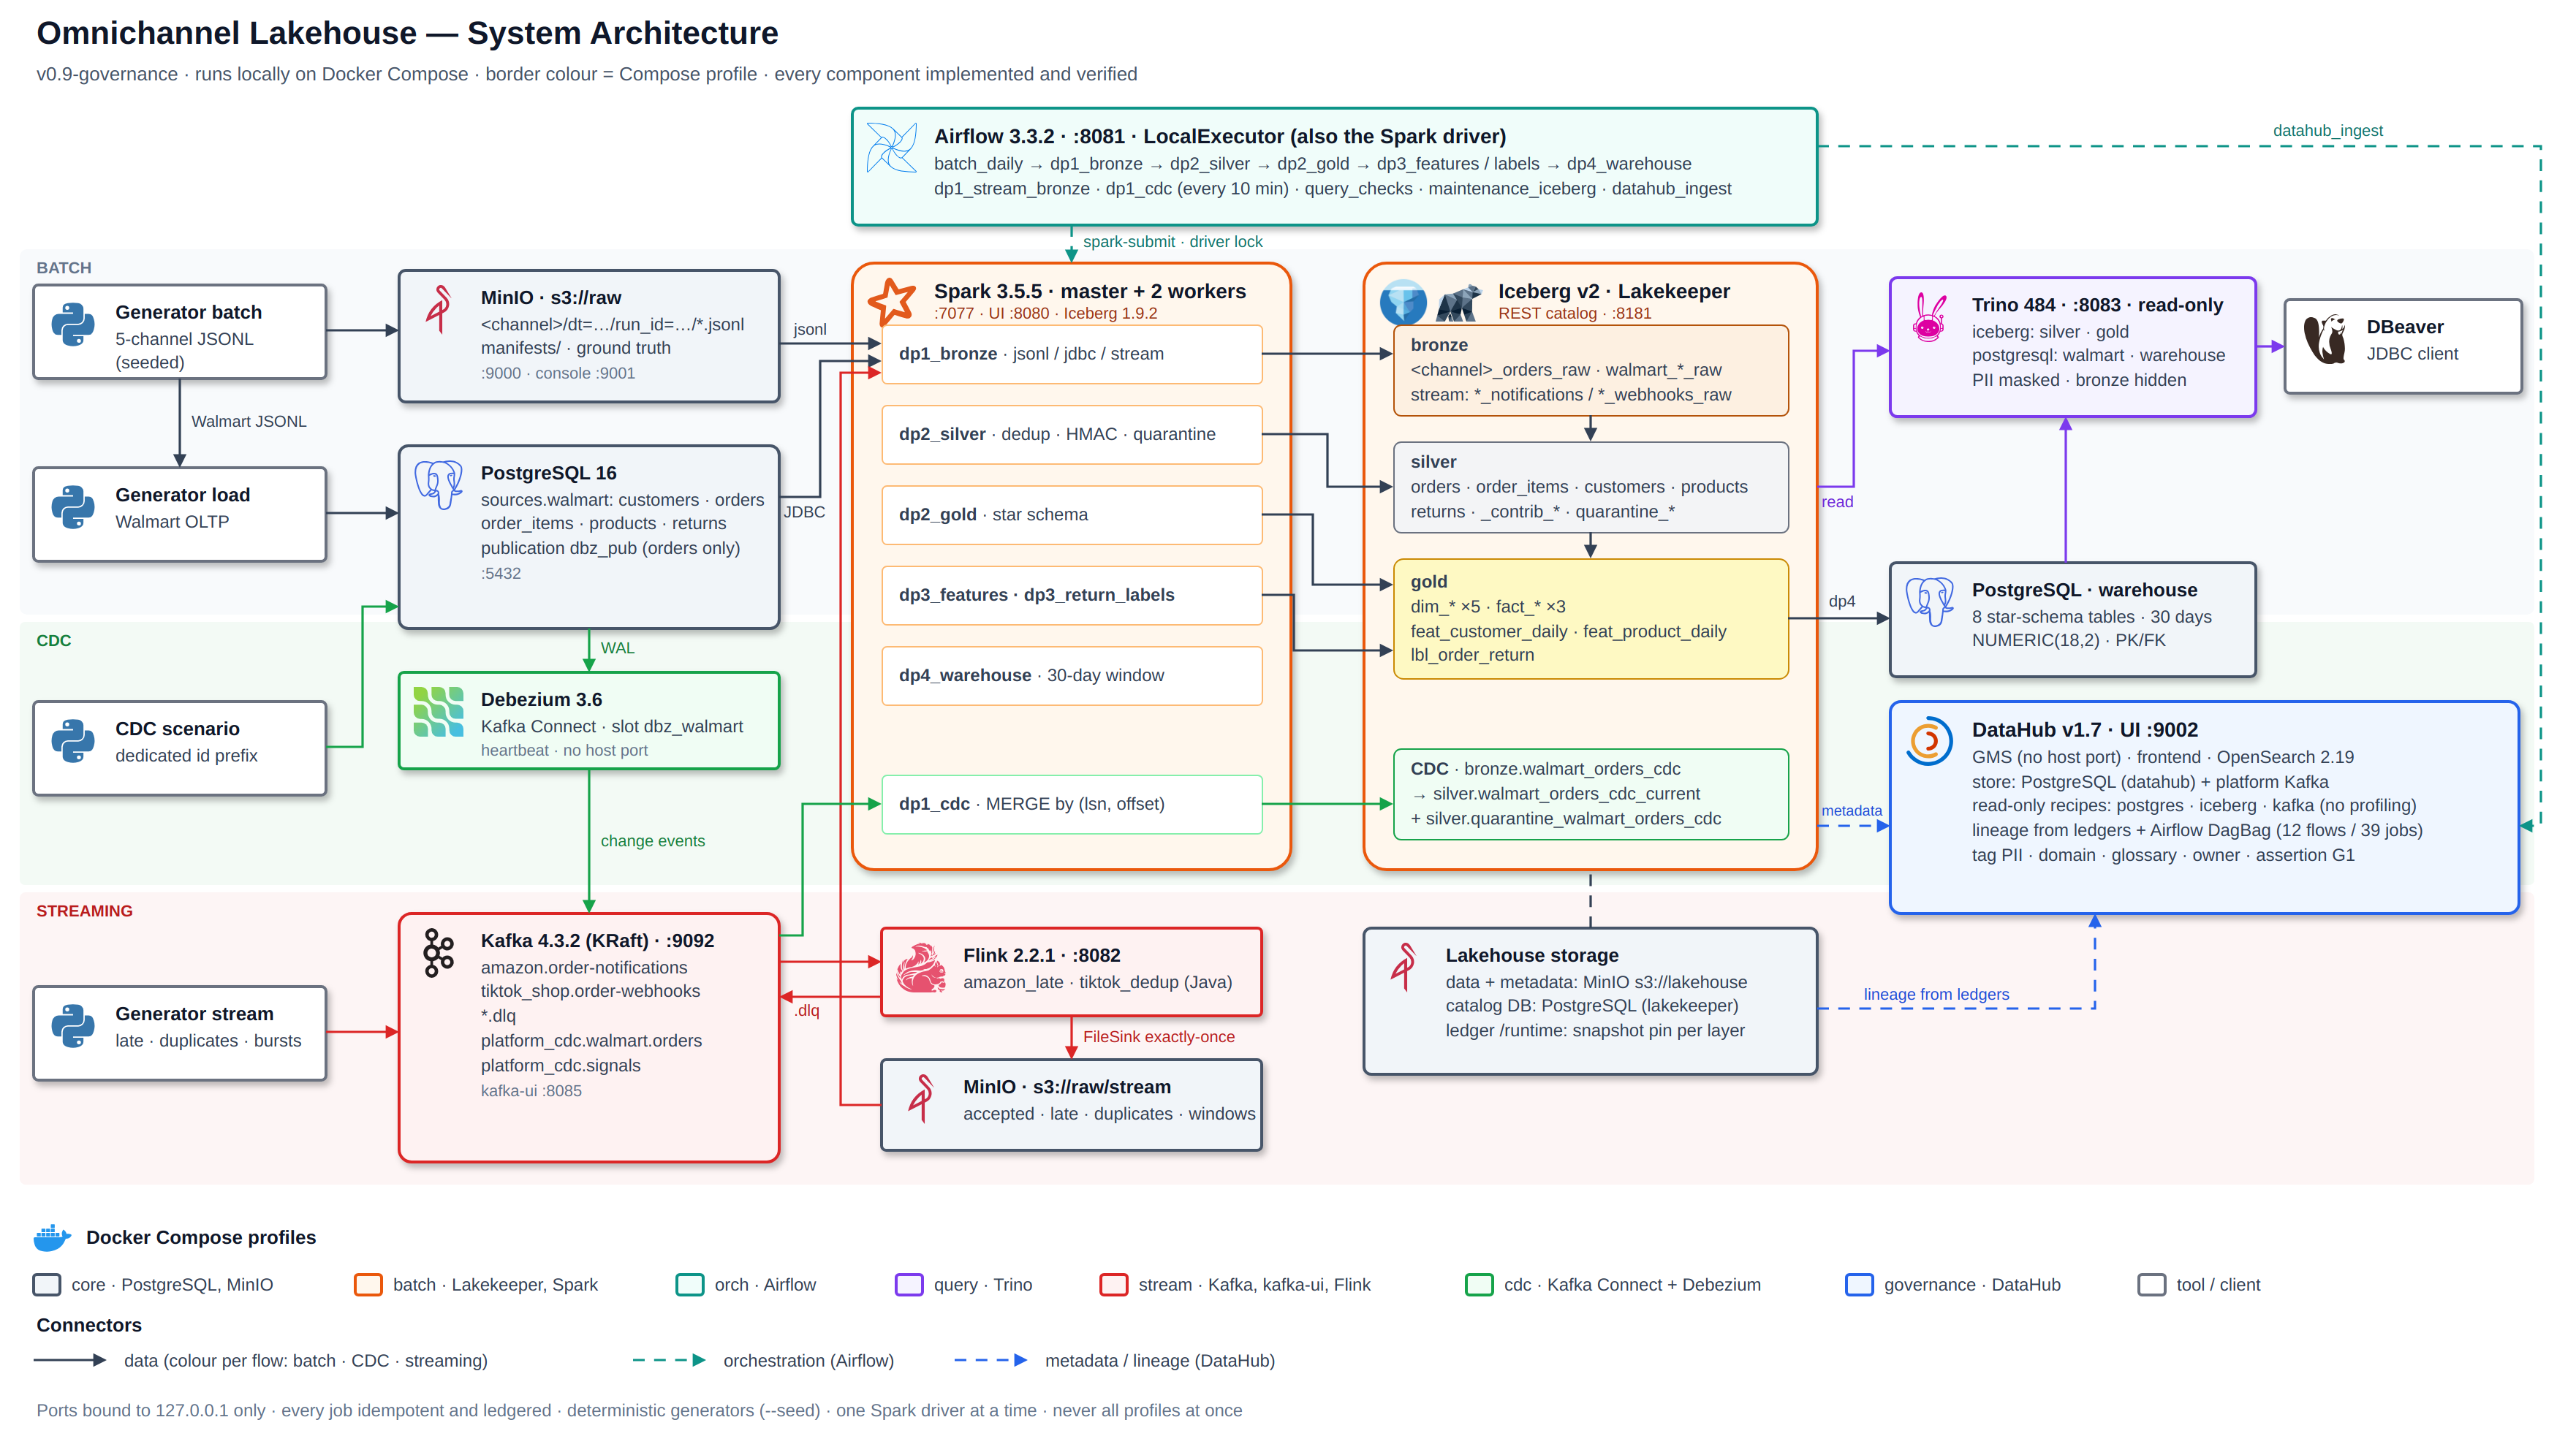 Omnichannel Lakehouse — System Architecture
v0.9-governance · runs locally on Docker Compose · border colour = Compose profile · every component implemented and verified
Airflow 3.3.2 · :8081 · LocalExecutor (also the Spark driver)
batch_daily → dp1_bronze → dp2_silver → dp2_gold → dp3_features / labels → dp4_warehouse
dp1_stream_bronze · dp1_cdc (every 10 min) · query_checks · maintenance_iceberg · datahub_ingest
datahub_ingest
spark-submit · driver lock
BATCH
Generator batch
5-channel JSONL
(seeded)
Walmart JSONL
Generator load
Walmart OLTP
MinIO · s3://raw
<channel>/dt=…/run_id=…/*.jsonl
manifests/ · ground truth
:9000 · console :9001
jsonl
PostgreSQL 16
sources.walmart: customers · orders
order_items · products · returns
publication dbz_pub (orders only)
:5432
JDBC
Spark 3.5.5 · master + 2 workers
:7077 · UI :8080 · Iceberg 1.9.2
dp1_bronze · jsonl / jdbc / stream
dp2_silver · dedup · HMAC · quarantine
dp2_gold · star schema
dp3_features · dp3_return_labels
dp4_warehouse · 30-day window
dp1_cdc · MERGE by (lsn, offset)
Iceberg v2 · Lakekeeper
REST catalog · :8181
bronze
<channel>_orders_raw · walmart_*_raw
stream: *_notifications / *_webhooks_raw
silver
orders · order_items · customers · products
returns · _contrib_* · quarantine_*
gold
dim_* ×5 · fact_* ×3
feat_customer_daily · feat_product_daily
lbl_order_return
CDC · bronze.walmart_orders_cdc
→ silver.walmart_orders_cdc_current
+ silver.quarantine_walmart_orders_cdc
read
dp4
metadata
Trino 484 · :8083 · read-only
iceberg: silver · gold
postgresql: walmart · warehouse
PII masked · bronze hidden
DBeaver
JDBC client
PostgreSQL · warehouse
8 star-schema tables · 30 days
NUMERIC(18,2) · PK/FK
DataHub v1.7 · UI :9002
GMS (no host port) · frontend · OpenSearch 2.19
store: PostgreSQL (datahub) + platform Kafka
read-only recipes: postgres · iceberg · kafka (no profiling)
lineage from ledgers + Airflow DagBag (12 flows / 39 jobs)
tag PII · domain · glossary · owner · assertion G1
CDC
CDC scenario
dedicated id prefix
WAL
Debezium 3.6
Kafka Connect · slot dbz_walmart
heartbeat · no host port
change events
STREAMING
Generator stream
late · duplicates · bursts
Kafka 4.3.2 (KRaft) · :9092
amazon.order-notifications
tiktok_shop.order-webhooks
*.dlq
platform_cdc.walmart.orders
platform_cdc.signals
kafka-ui :8085
.dlq
Flink 2.2.1 · :8082
amazon_late · tiktok_dedup (Java)
FileSink exactly-once
MinIO · s3://raw/stream
accepted · late · duplicates · windows
Lakehouse storage
data + metadata: MinIO s3://lakehouse
catalog DB: PostgreSQL (lakekeeper)
ledger /runtime: snapshot pin per layer
lineage from ledgers
Docker Compose profiles
core · PostgreSQL, MinIO
batch · Lakekeeper, Spark
orch · Airflow
query · Trino
stream · Kafka, kafka-ui, Flink
cdc · Kafka Connect + Debezium
governance · DataHub
tool / client
Connectors
data (colour per flow: batch · CDC · streaming)
orchestration (Airflow)
metadata / lineage (DataHub)
Ports bound to 127.0.0.1 only · every job idempotent and ledgered · deterministic generators (--seed) · one Spark driver at a time · never all profiles at once